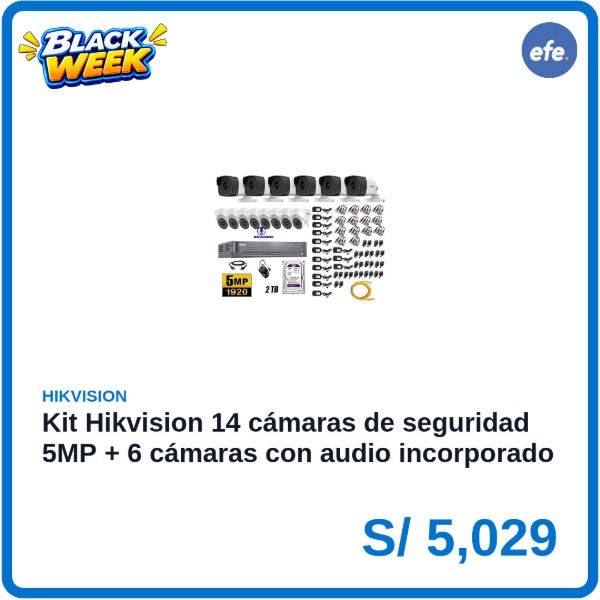 BLACK
WEEK
efe.
5MP
1920
2 TB
HIKVISION
Kit Hikvision 14 cámaras de seguridad
5MP + 6 cámaras con audio incorporado
S/ 5,029